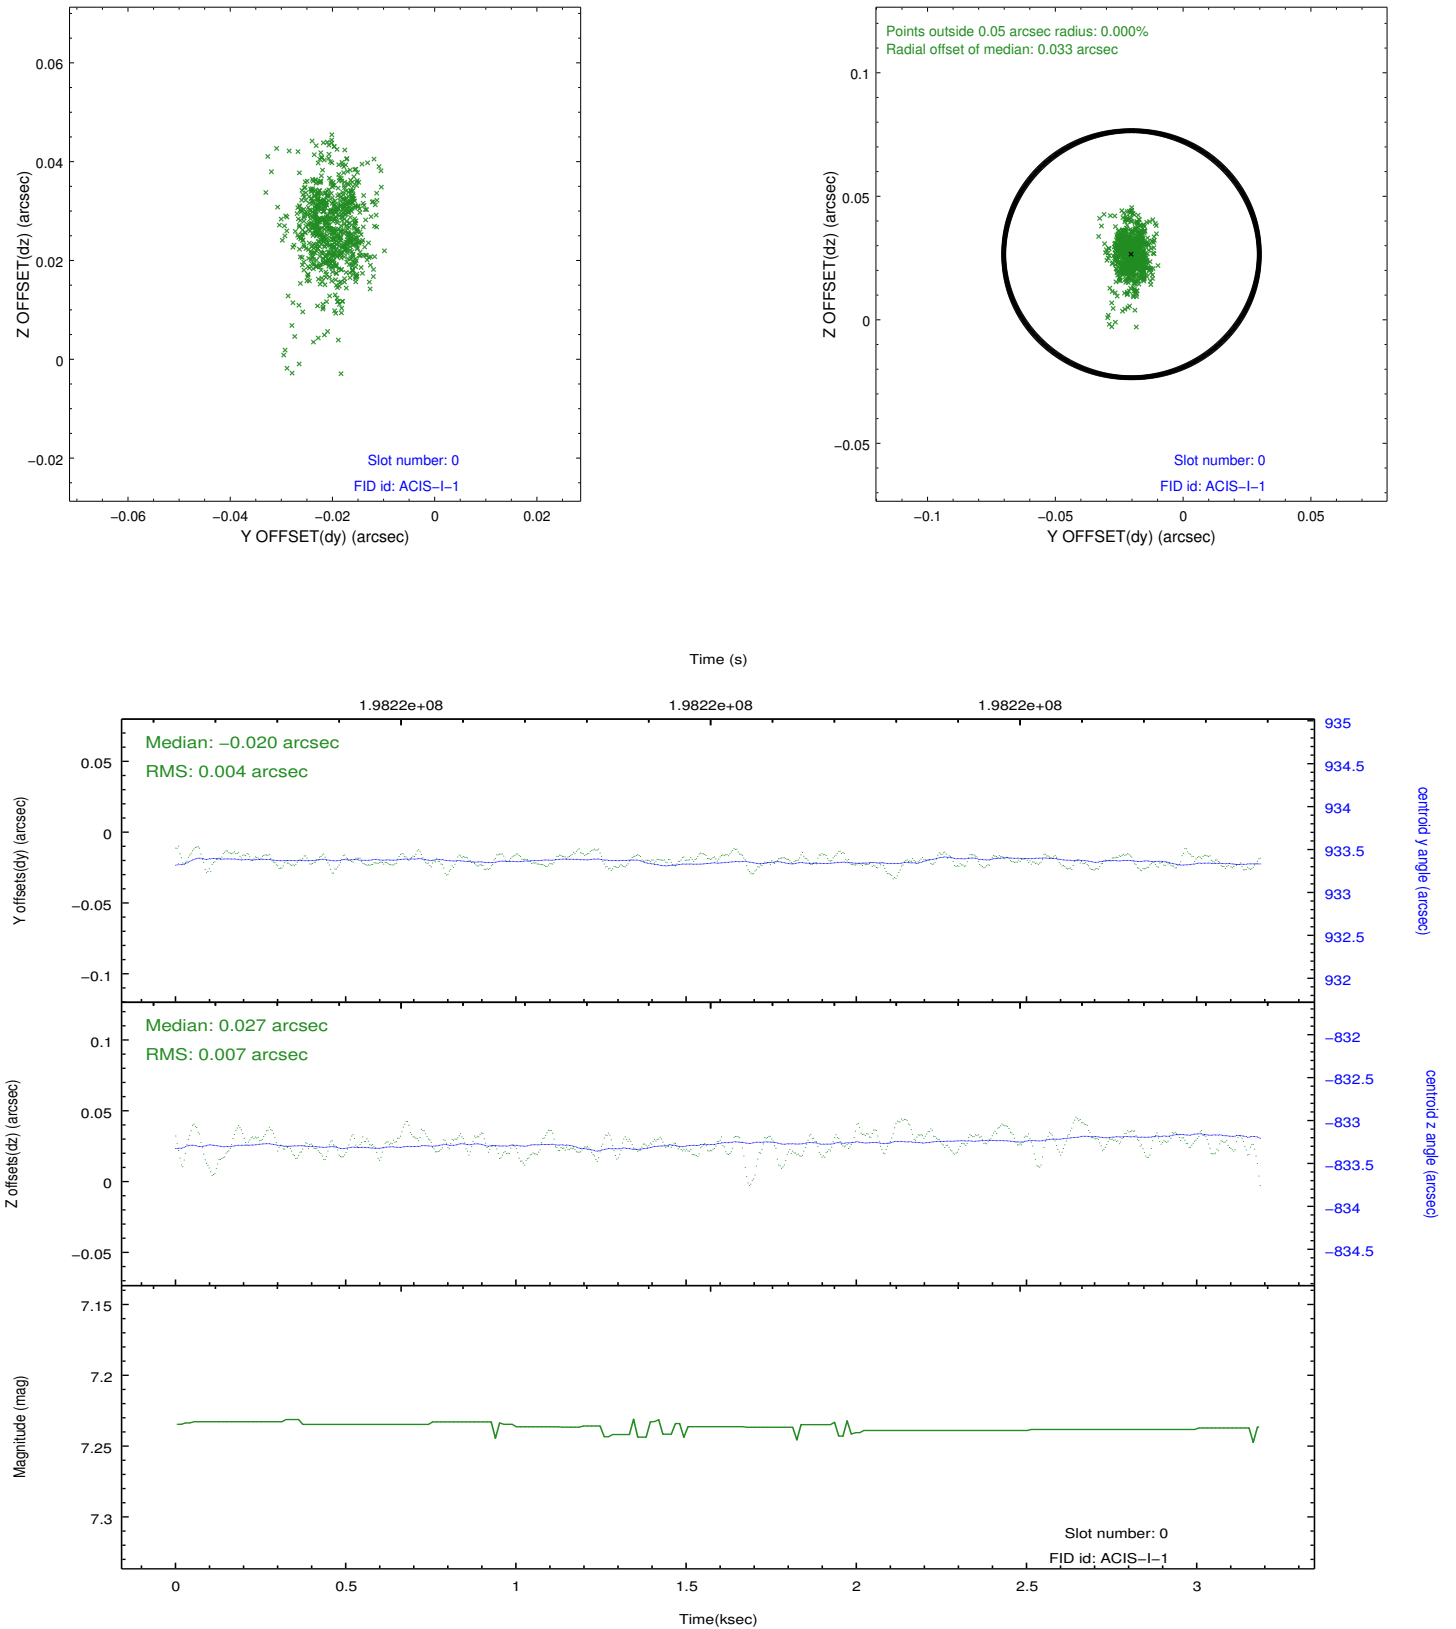 0.06
0.04
0.02
0
−0.02
Z OFFSET(dz) (arcsec)
Slot number: 0
FID id: ACIS−I−1
−0.06
−0.04
−0.02
0
0.02
Y OFFSET(dy) (arcsec)
Points outside 0.05 arcsec radius: 0.000%
Radial offset of median: 0.033 arcsec
0.1
0.05
0
−0.05
Z OFFSET(dz) (arcsec)
Slot number: 0
FID id: ACIS−I−1
−0.1
−0.05
0
0.05
Y OFFSET(dy) (arcsec)
Time (s)
1.9822e+08
1.9822e+08
1.9822e+08
Median: −0.020 arcsec
RMS: 0.004 arcsec
0.05
0
−0.05
−0.1
Y offsets(dy) (arcsec)
935
934.5
934
933.5
933
932.5
932
centroid y angle (arcsec)
Median: 0.027 arcsec
RMS: 0.007 arcsec
0.1
0.05
0
−0.05
Z offsets(dz) (arcsec)
−832
−832.5
−833
−833.5
−834
−834.5
centroid z angle (arcsec)
7.15
7.2
7.25
7.3
Magnitude (mag)
Slot number: 0
FID id: ACIS−I−1
0
0.5
1
1.5
2
2.5
3
Time(ksec)